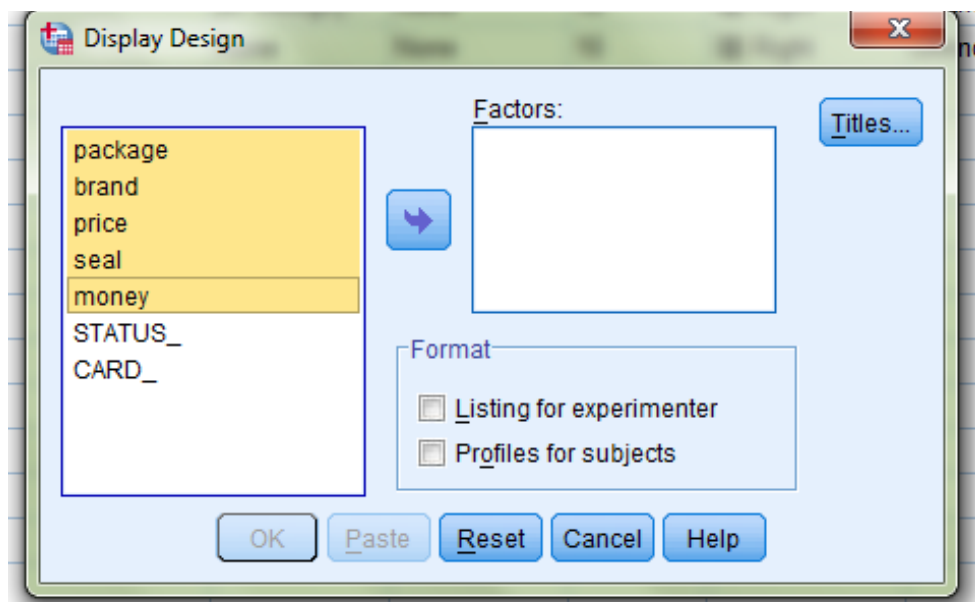 Display Design
Factors:
Titles...
package
brand
price
seal
money
STATUS_
CARD_
Format
Listing for experimenter
Profiles for subjects
OK Paste Reset Cancel Help